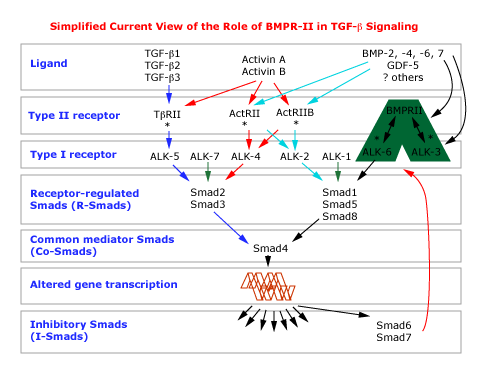 Simplified Current View of the Role of BMPR-II in TGF-β Signaling
Ligand
TGF-β1
TGF-β2
TGF-β3
Activin A
Activin B
BMP-2, -4, -6, 7
GDF-5
? others
Type II receptor
TβRII
*
ActRII
*
ActRIIB
*
BMPRII
Type I receptor
ALK-5
ALK-7
ALK-4
ALK-2
ALK-1
*
ALK-6
*
ALK-3
Receptor-regulated
Smads (R-Smads)
Smad2
Smad3
Smad1
Smad5
Smad8
Common mediator Smads
(Co-Smads)
Smad4
Altered gene transcription
Inhibitory Smads
(I-Smads)
Smad6
Smad7